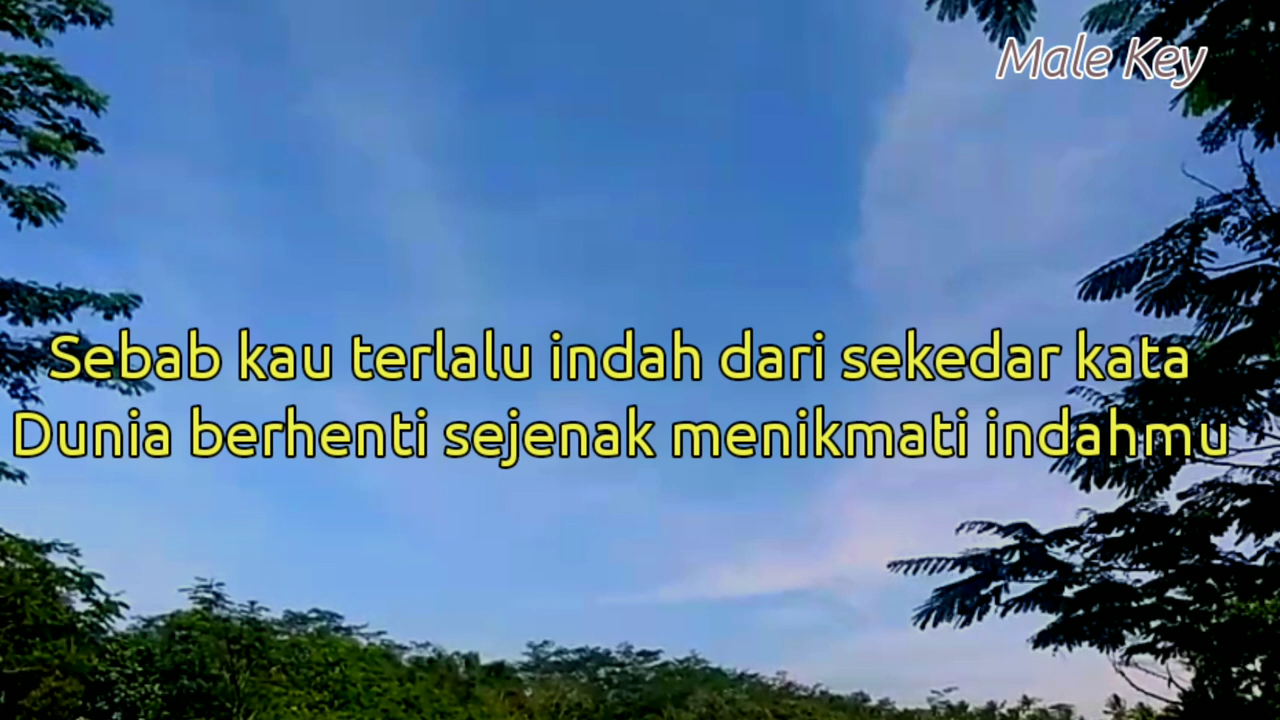 Male Key
Sebab kau terlalu indah dari sekedar kata
Dunia berhenti sejenak menikmati indahmu